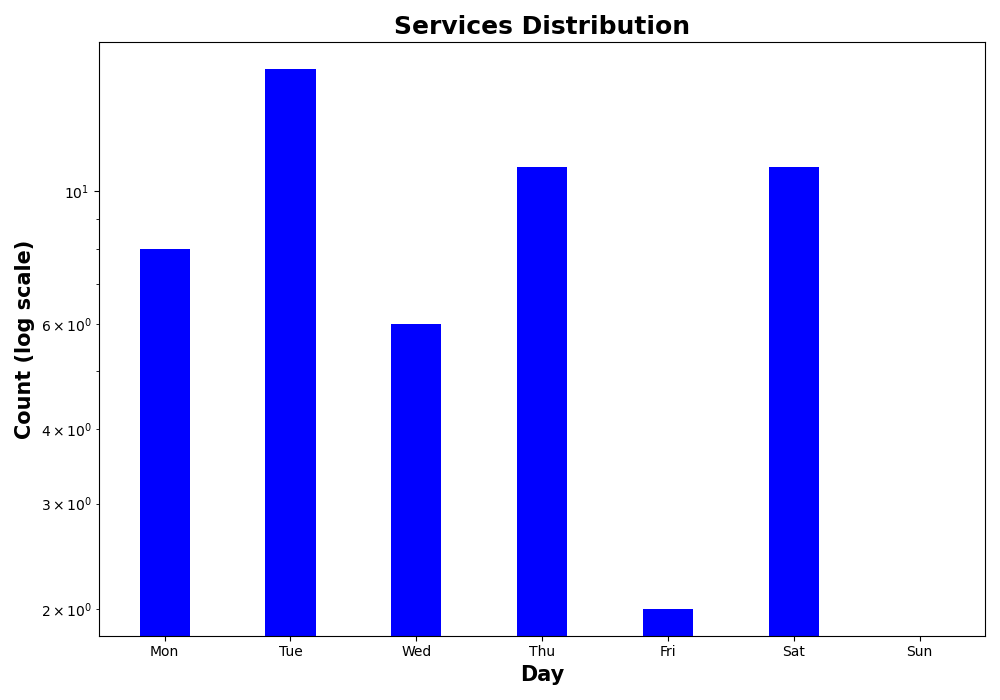 Services Distribution
Count (log scale)
10¹
6 × 10⁰
4 × 10⁰
3 × 10⁰
2 × 10⁰
Mon Tue Wed Thu Fri Sat Sun
Day